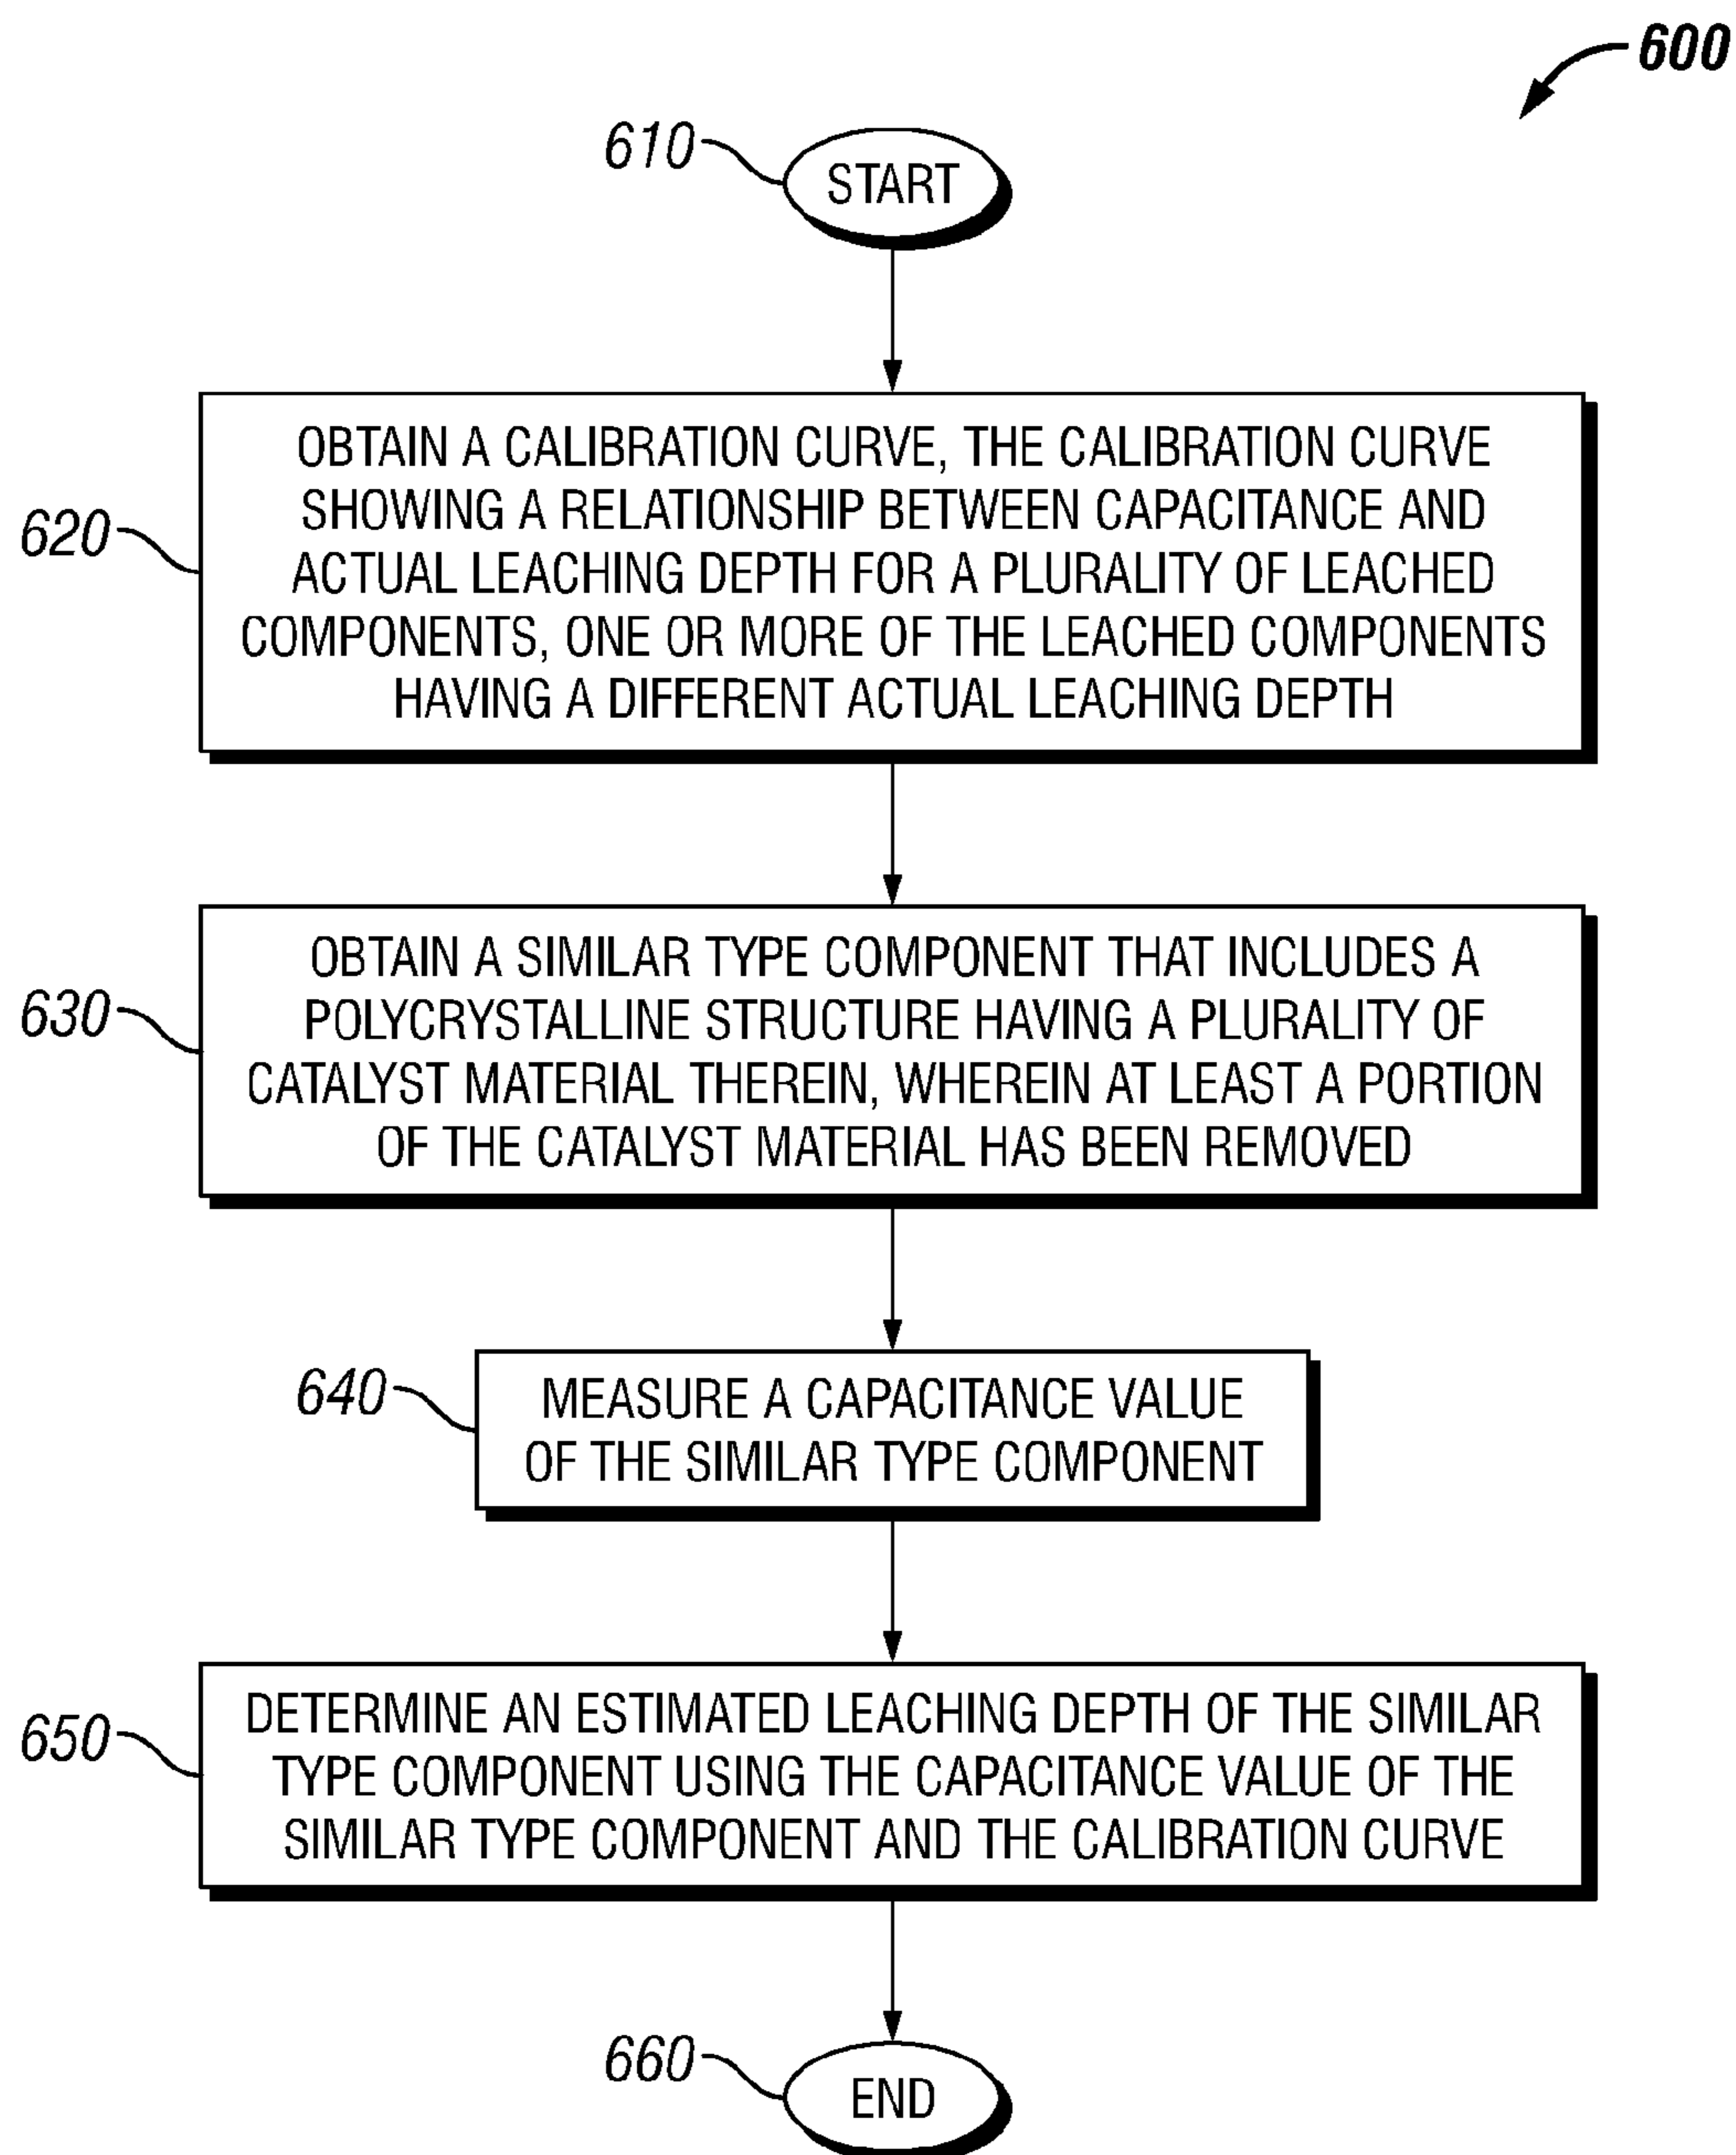 600
610
START
620
OBTAIN A CALIBRATION CURVE, THE CALIBRATION CURVE
SHOWING A RELATIONSHIP BETWEEN CAPACITANCE AND
ACTUAL LEACHING DEPTH FOR A PLURALITY OF LEACHED
COMPONENTS, ONE OR MORE OF THE LEACHED COMPONENTS
HAVING A DIFFERENT ACTUAL LEACHING DEPTH
630
OBTAIN A SIMILAR TYPE COMPONENT THAT INCLUDES A
POLYCRYSTALLINE STRUCTURE HAVING A PLURALITY OF
CATALYST MATERIAL THEREIN, WHEREIN AT LEAST A PORTION
OF THE CATALYST MATERIAL HAS BEEN REMOVED
640
MEASURE A CAPACITANCE VALUE
OF THE SIMILAR TYPE COMPONENT
650
DETERMINE AN ESTIMATED LEACHING DEPTH OF THE SIMILAR
TYPE COMPONENT USING THE CAPACITANCE VALUE OF THE
SIMILAR TYPE COMPONENT AND THE CALIBRATION CURVE
660
END